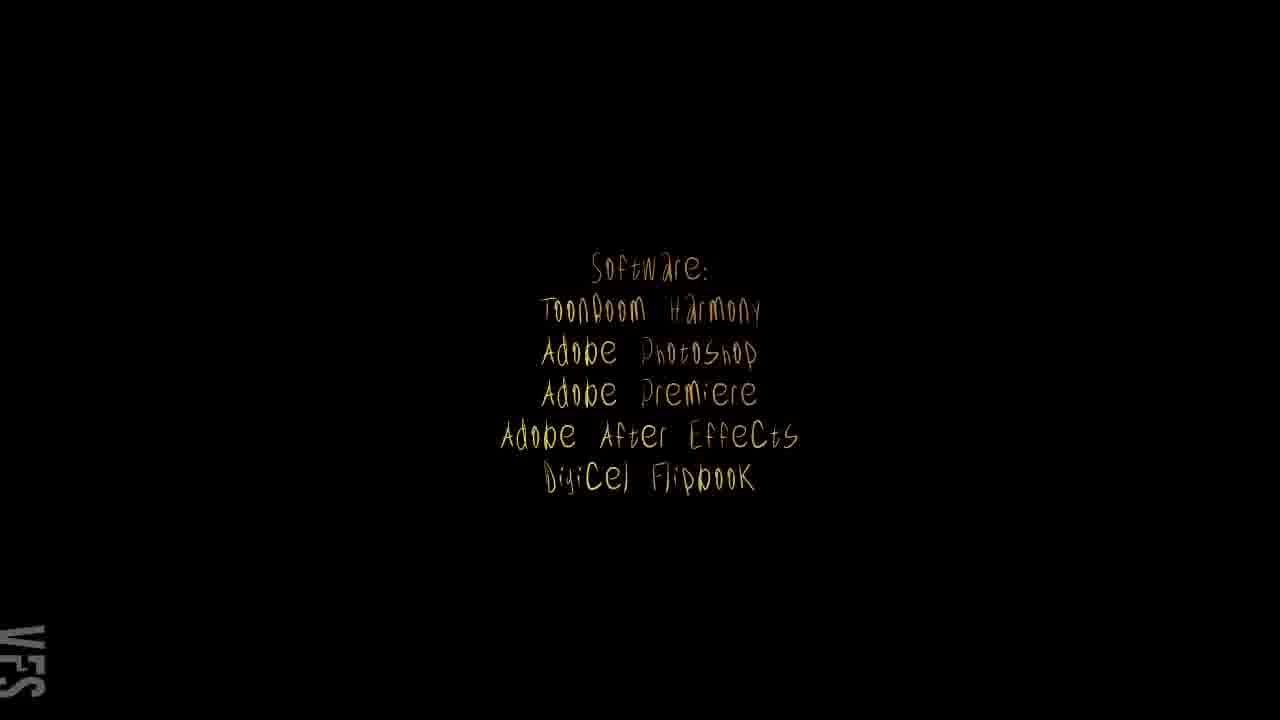 Software:
ToonBoom Harmony
Adobe Photoshop
Adobe Premiere
Adobe After Effects
DigiCel Flipbook
VFS